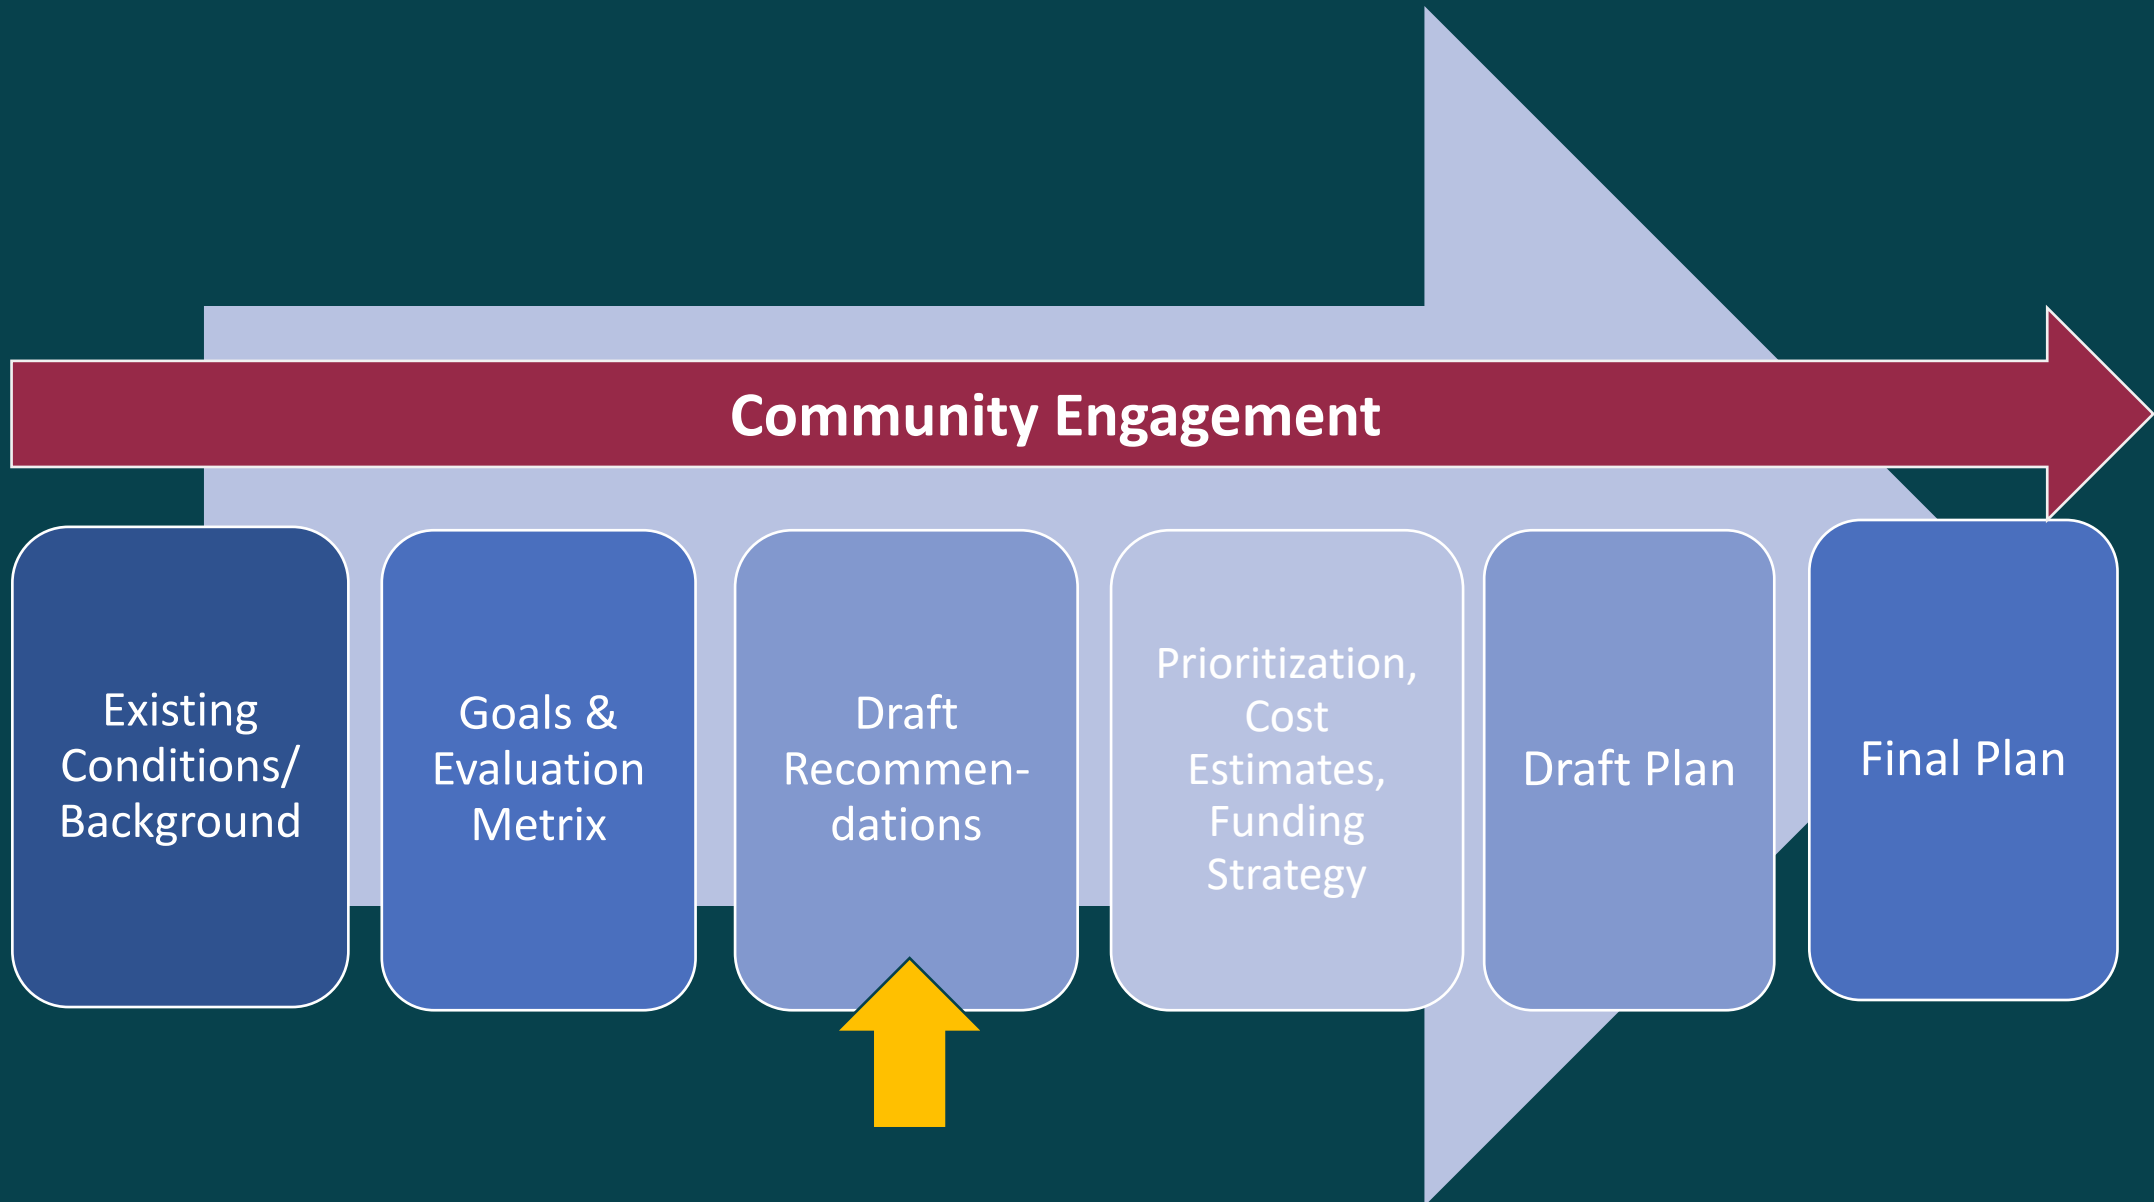 Community Engagement
Existing
Conditions/
Background
Goals &
Evaluation
Metrix
Draft
Recommen-
dations
Prioritization,
Cost
Estimates,
Funding
Strategy
Draft Plan
Final Plan